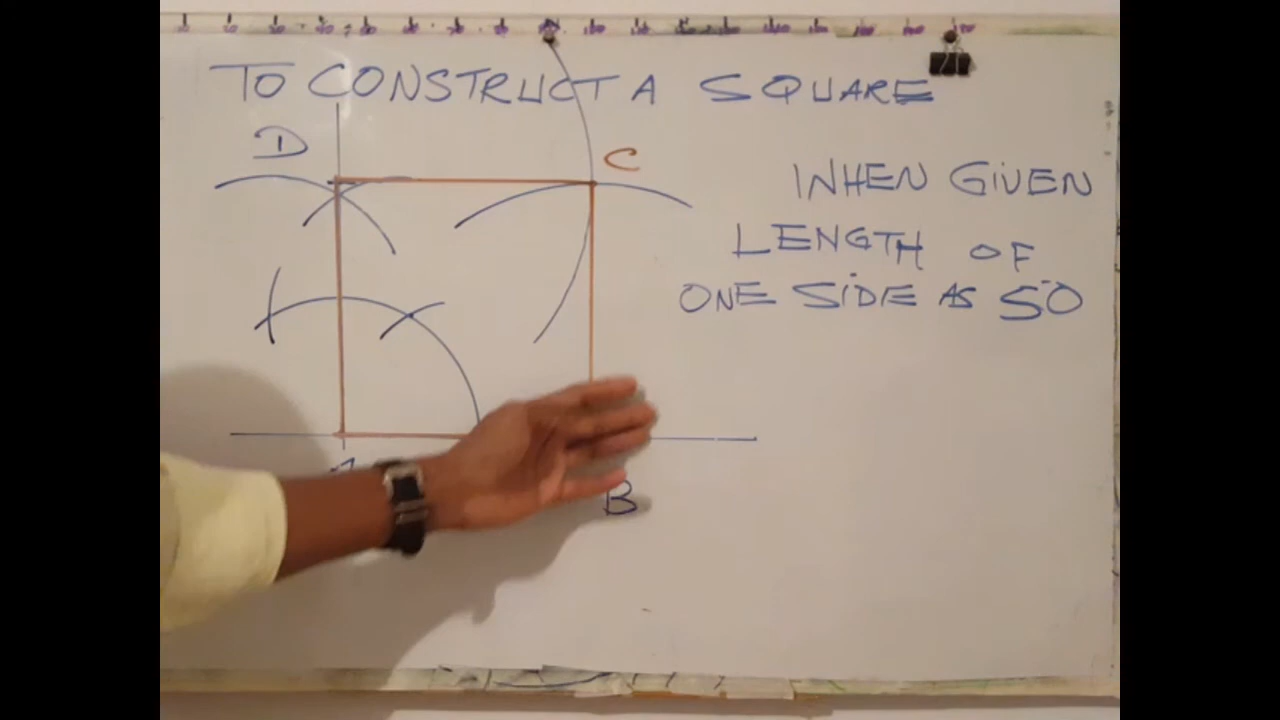 TO CONSTRUCT A SQUARE
D
C
WHEN GIVEN
LENGTH OF
ONE SIDE AS 50
B